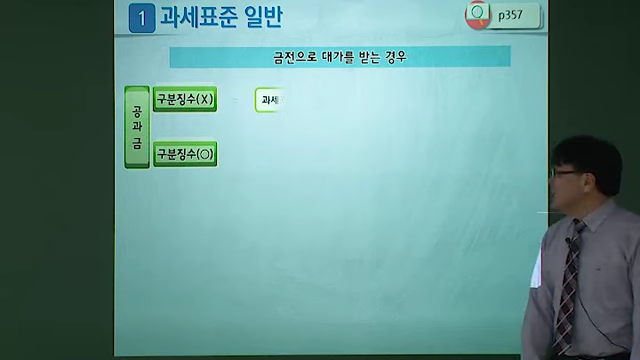 1 과세표준 일반
p357
금전으로 대가를 받는 경우
공과금
구분징수(X)
과세
구분징수(○)